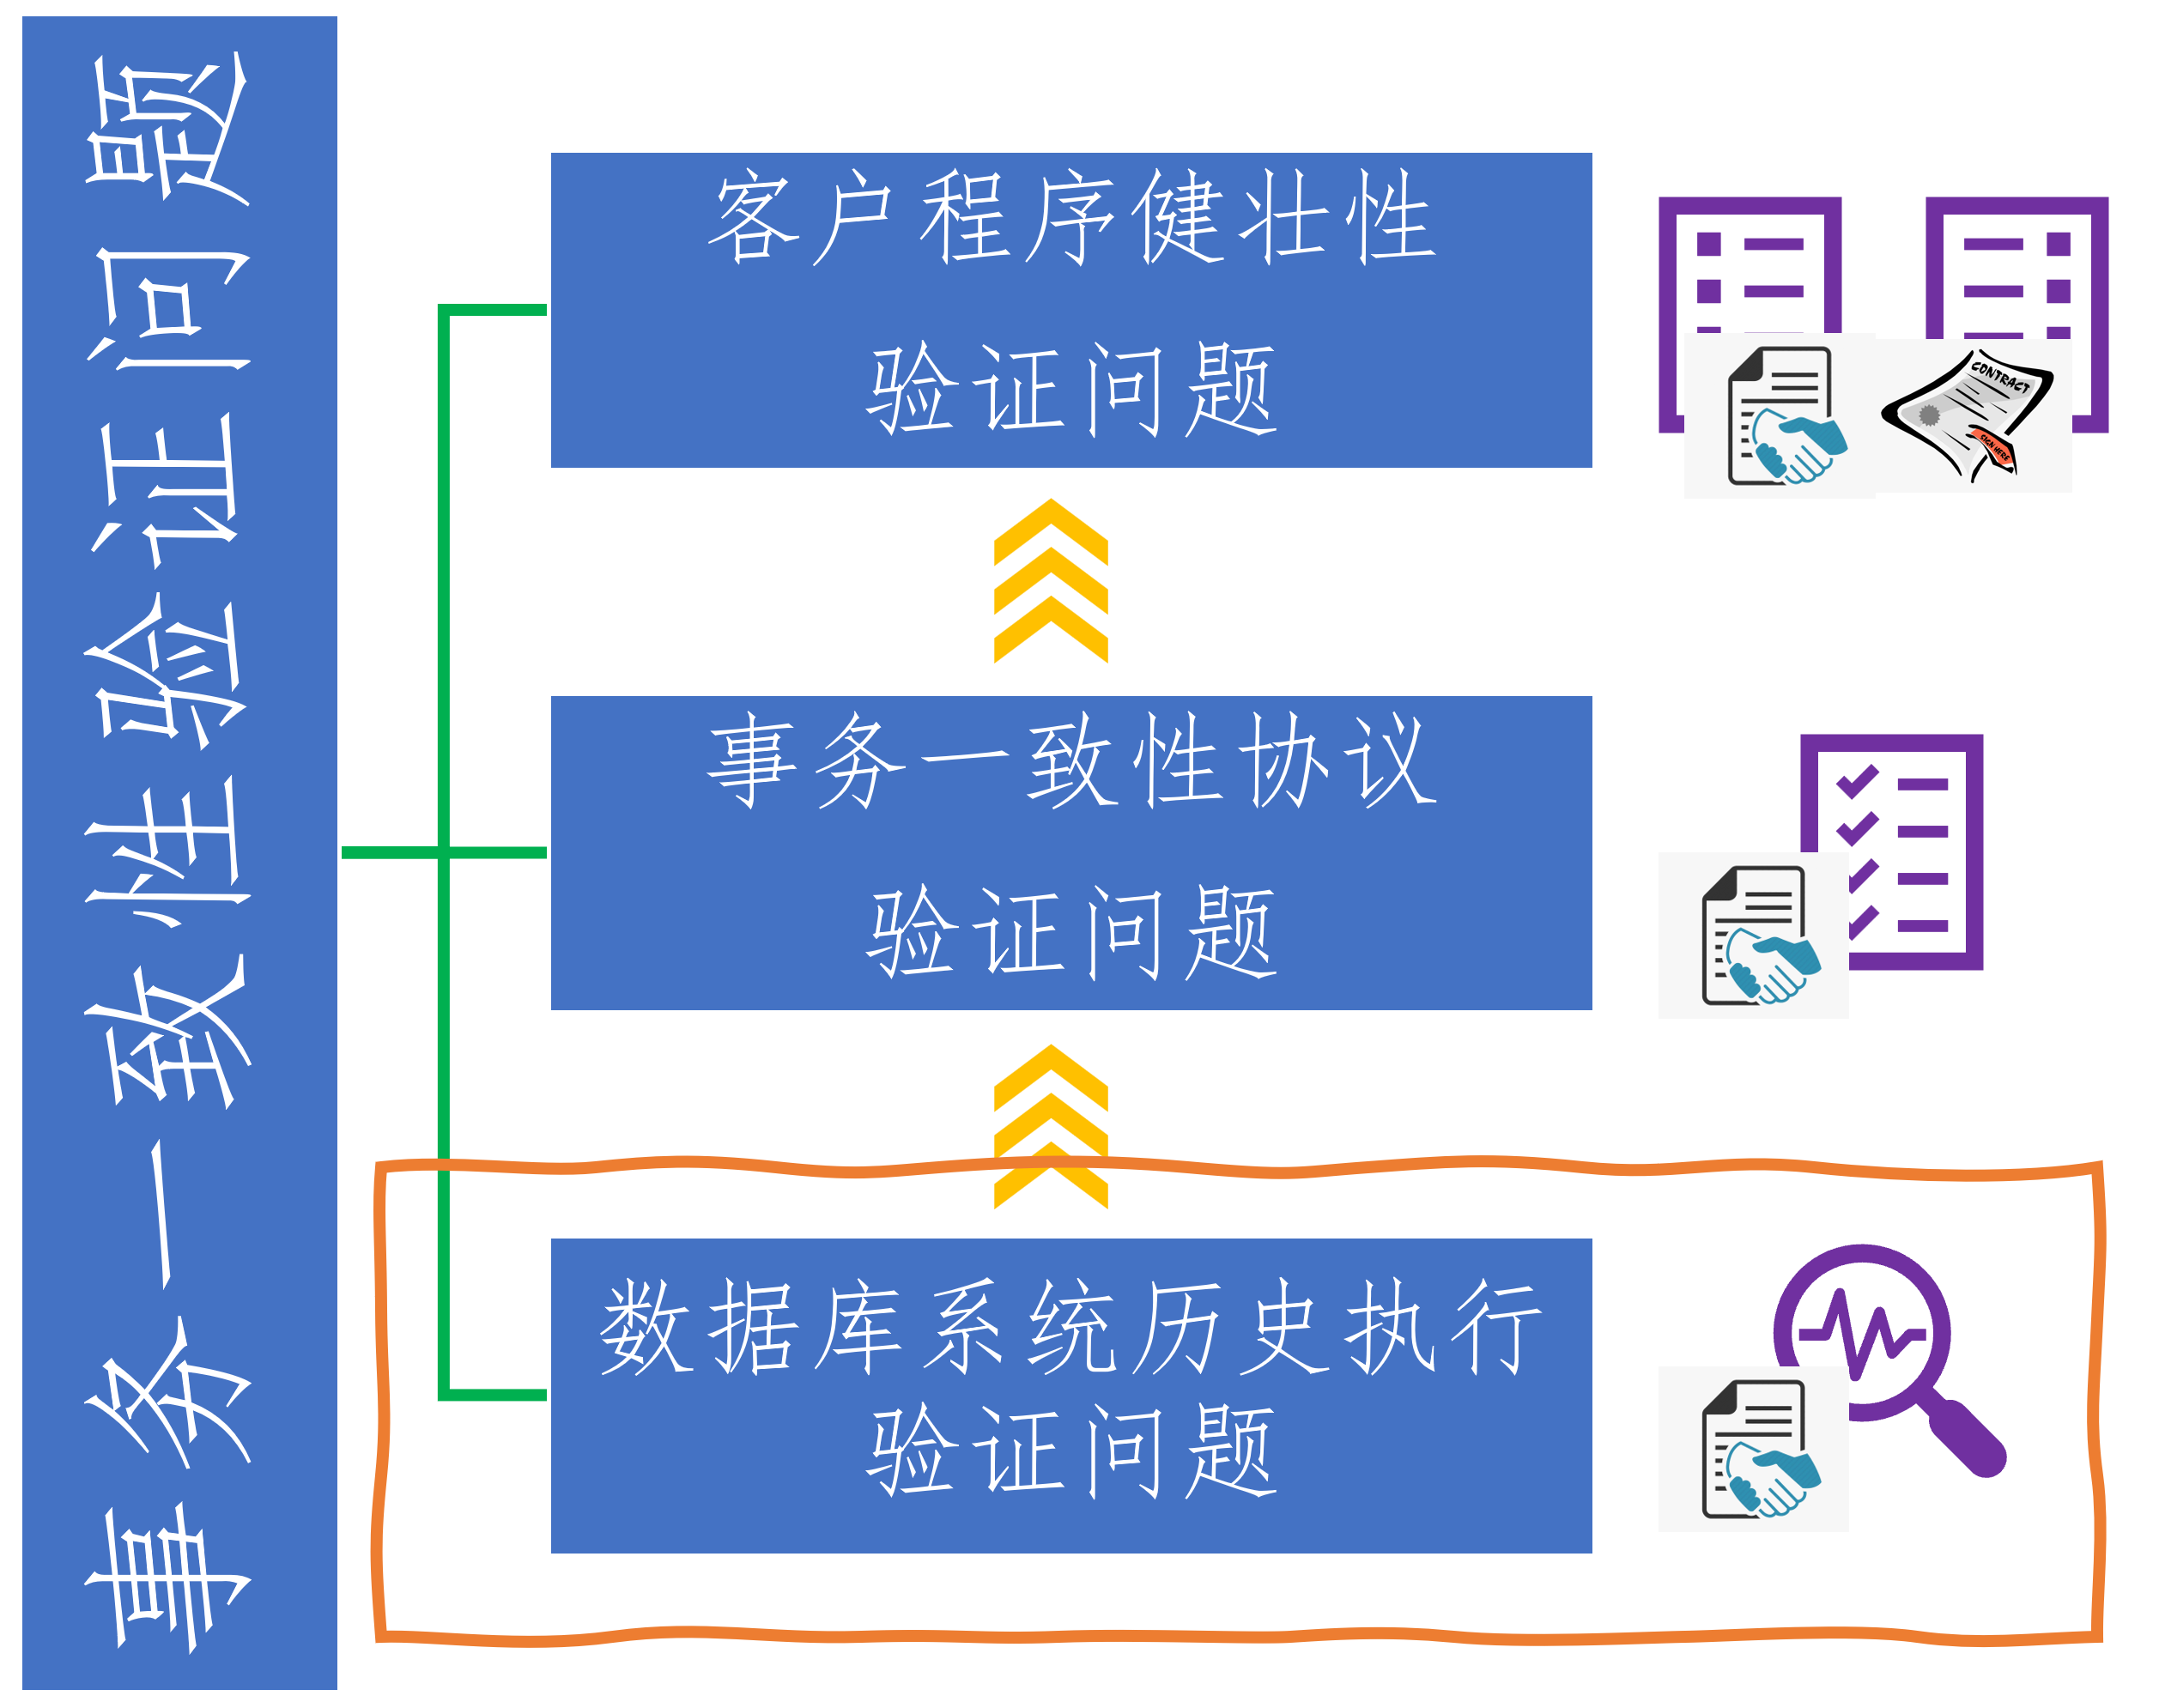 事务一致性验证问题
客户程序健壮性
验证问题
CONTRACT
SIGN HERE
事务一致性协议
验证问题
数据库系统历史执行
验证问题